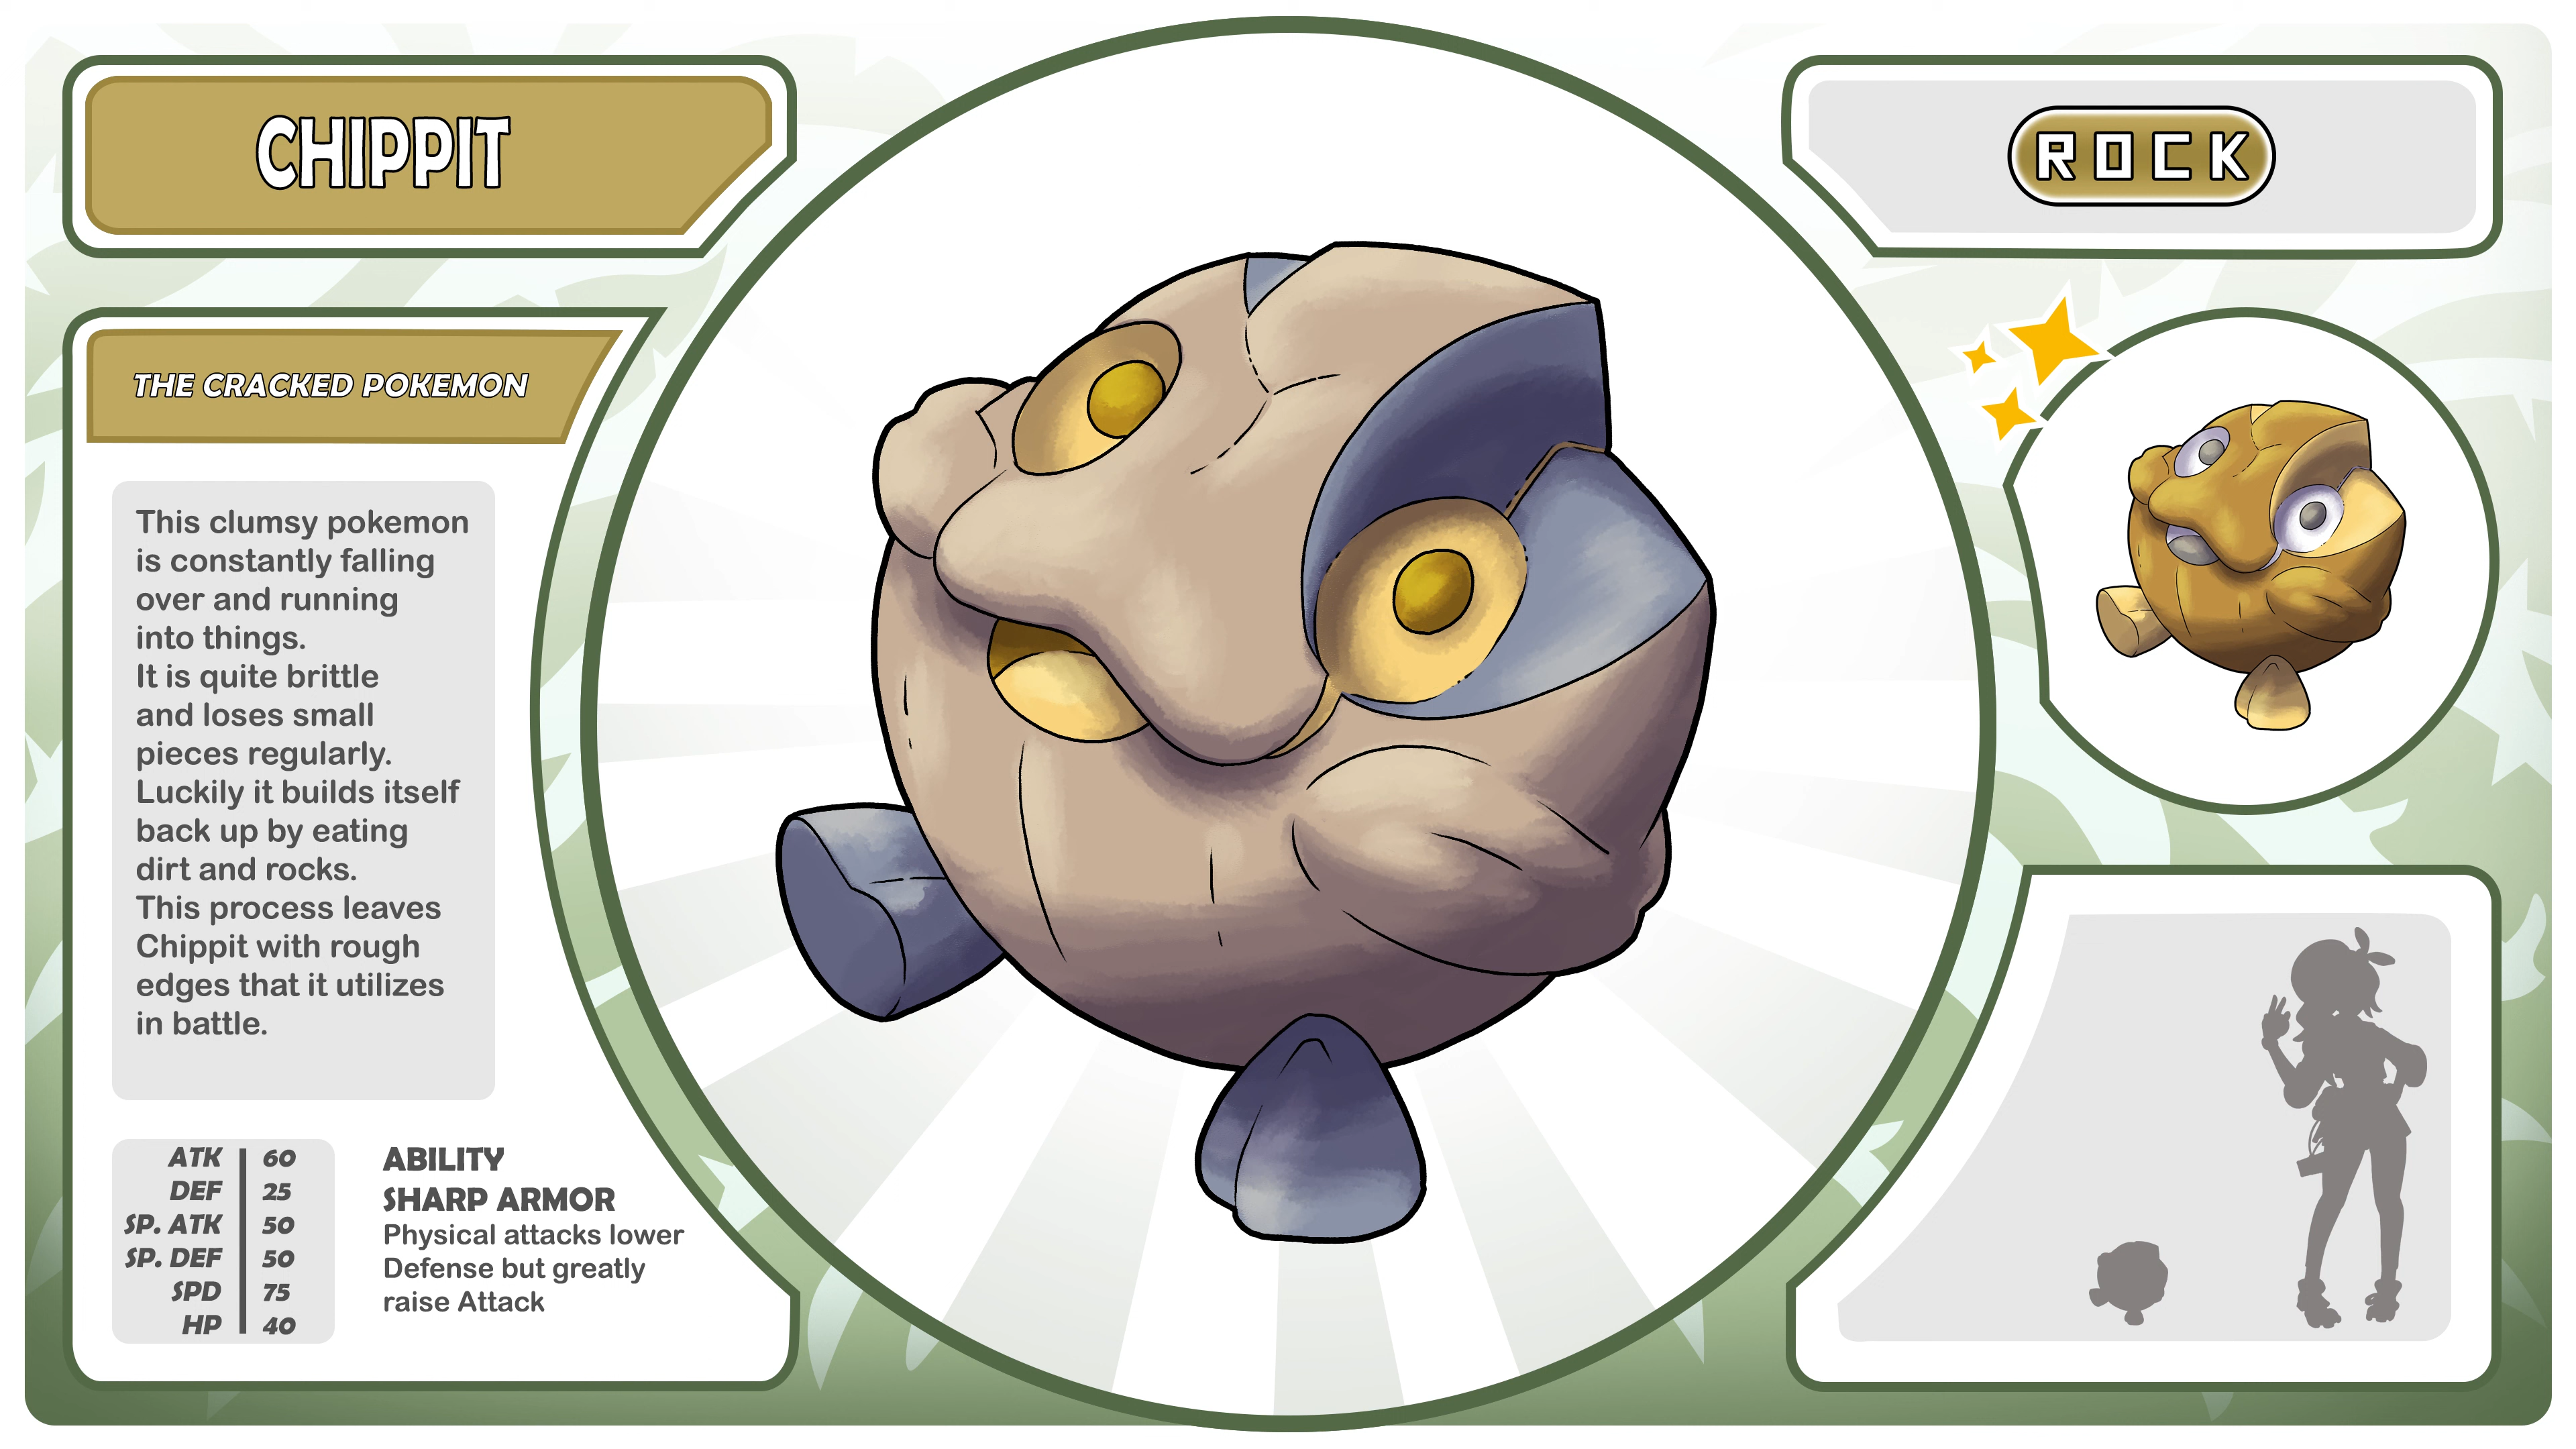 CHIPPIT
ROCK
THE CRACKED POKEMON
This clumsy pokemon
is constantly falling
over and running
into things.
It is quite brittle
and loses small
pieces regularly.
Luckily it builds itself
back up by eating
dirt and rocks.
This process leaves
Chippit with rough
edges that it utilizes
in battle.
ATK 60
DEF 25
SP. ATK 50
SP. DEF 50
SPD 75
HP 40
ABILITY
SHARP ARMOR
Physical attacks lower
Defense but greatly
raise Attack